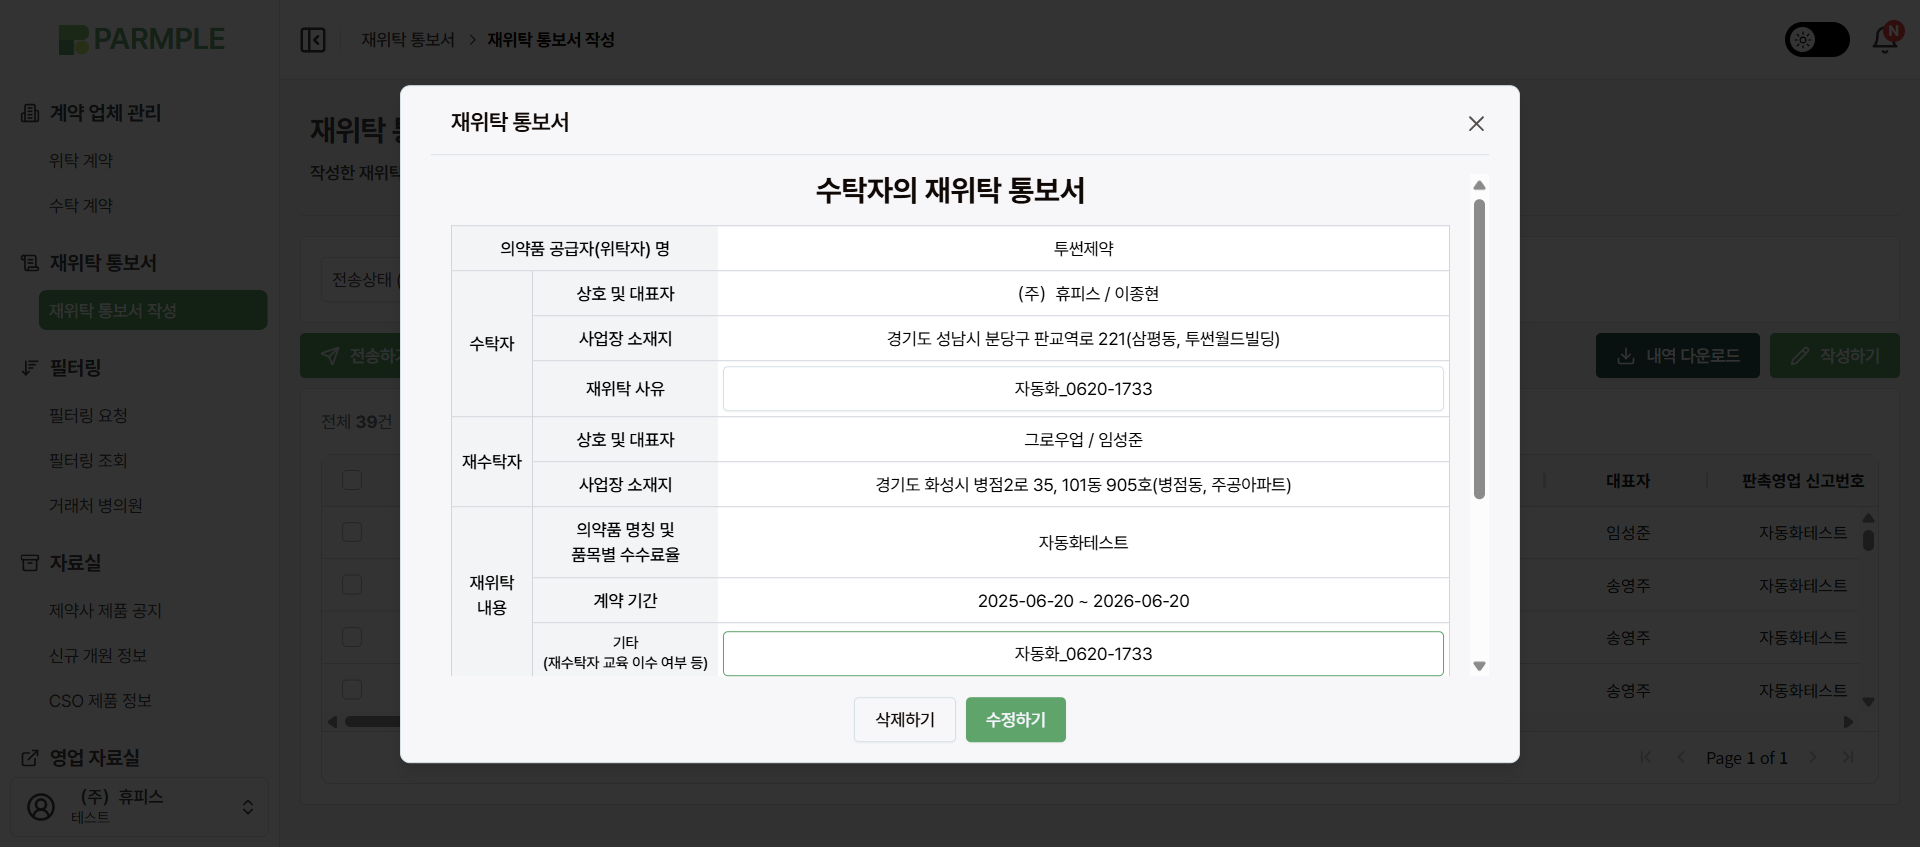 PARMPLE
재위탁 통보서 > 재위탁 통보서 작성
N
계약 업체 관리
위탁 계약
수탁 계약
재위탁 통보서
재위탁 통보서 작성
필터링
필터링 요청
필터링 조회
거래처 병의원
자료실
제약사 제품 공지
신규 개원 정보
CSO 제품 정보
영업 자료실
(주) 휴피스
테스트
재위탁
작성한 재위탁
전송상태
전송하기
내역 다운로드
작성하기
전체 39건
대표자
판촉영업 신고번호
임성준
자동화테스트
송영주
자동화테스트
송영주
자동화테스트
송영주
자동화테스트
Page 1 of 1
재위탁 통보서
수탁자의 재위탁 통보서
의약품 공급자(위탁자) 명
투썬제약
수탁자
상호 및 대표자
(주) 휴피스 / 이종현
사업장 소재지
경기도 성남시 분당구 판교역로 221(삼평동, 투썬월드빌딩)
재위탁 사유
자동화_0620-1733
재수탁자
상호 및 대표자
그로우업 / 임성준
사업장 소재지
경기도 화성시 병점2로 35, 101동 905호(병점동, 주공아파트)
재위탁
내용
의약품 명칭 및
품목별 수수료율
자동화테스트
계약 기간
2025-06-20 ~ 2026-06-20
기타
(재수탁자 교육 이수 여부 등)
자동화_0620-1733
삭제하기
수정하기